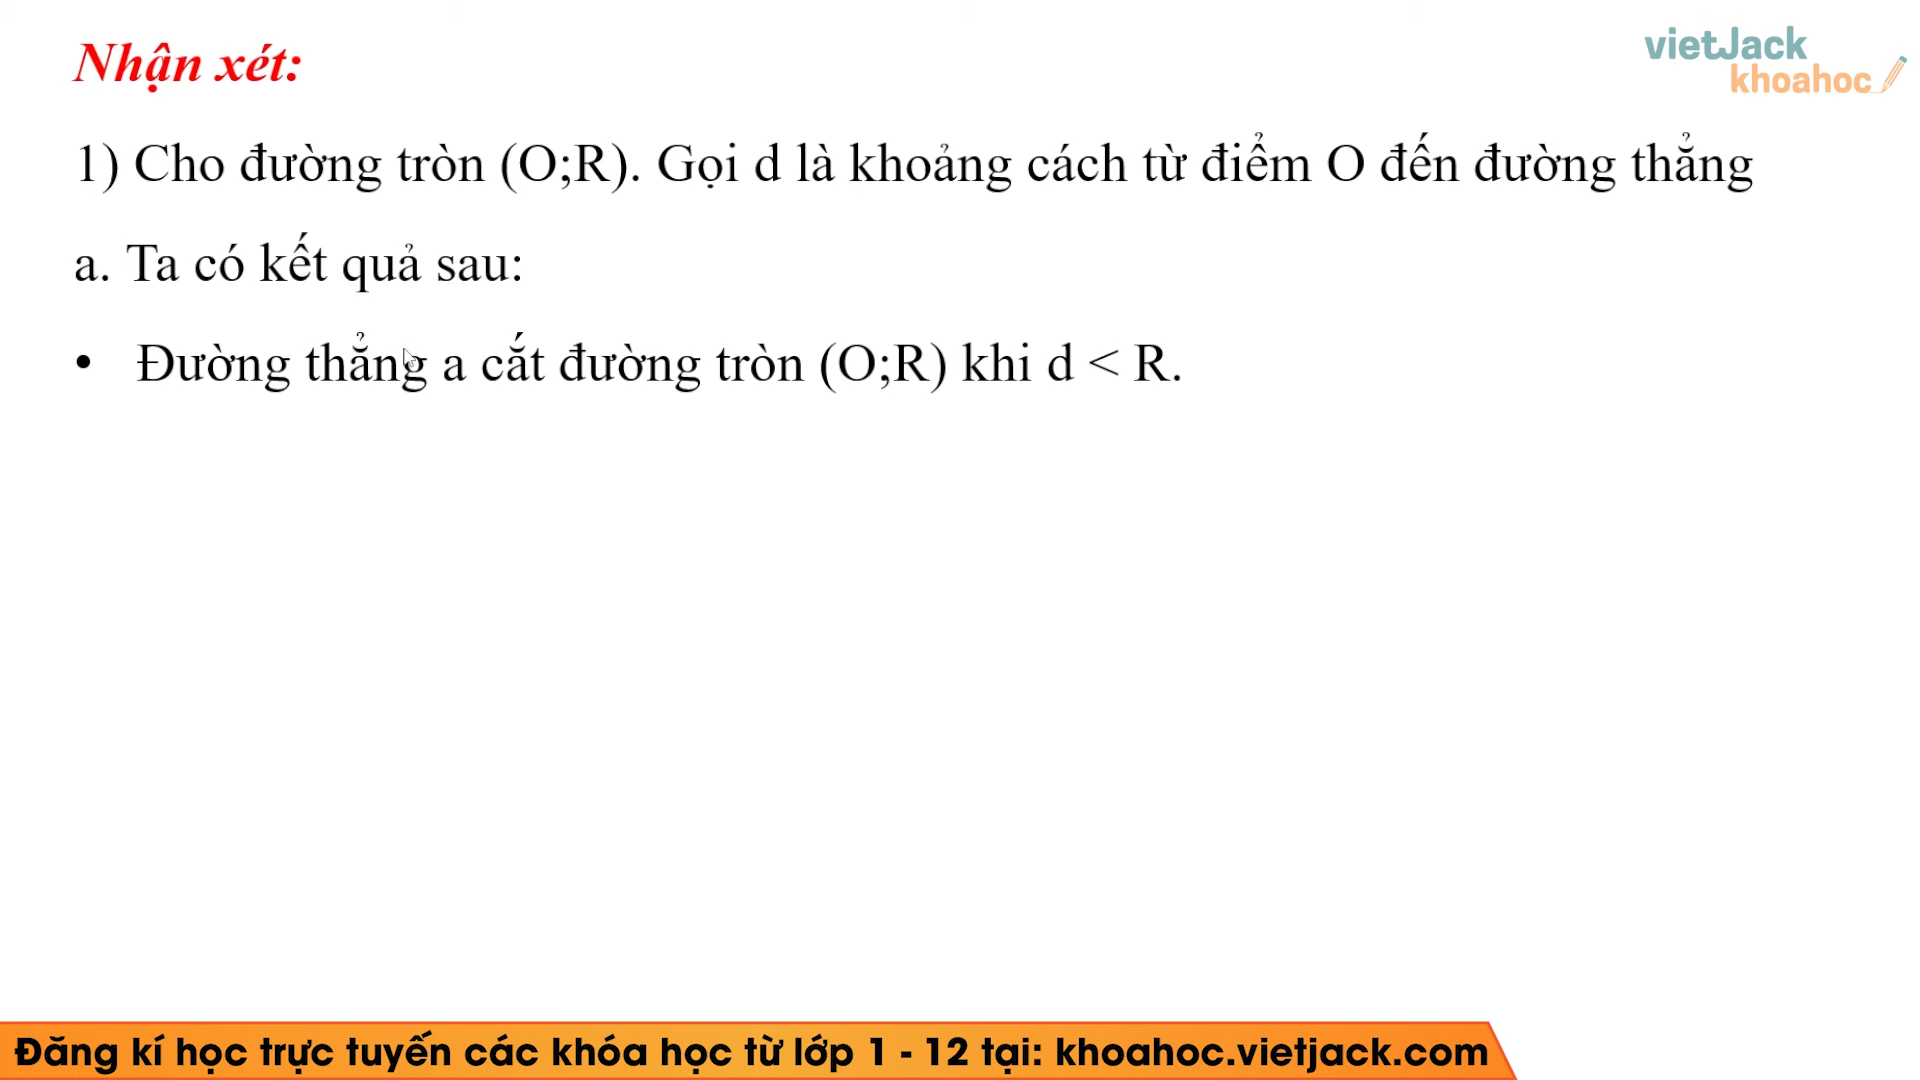 Nhận xét:
vietJack
khoahoc
1) Cho đường tròn (O;R). Gọi d là khoảng cách từ điểm O đến đường thẳng
a. Ta có kết quả sau:
• Đường thẳng a cắt đường tròn (O;R) khi d < R.
Đăng kí học trực tuyến các khóa học từ lớp 1 - 12 tại: khoahoc.vietjack.com